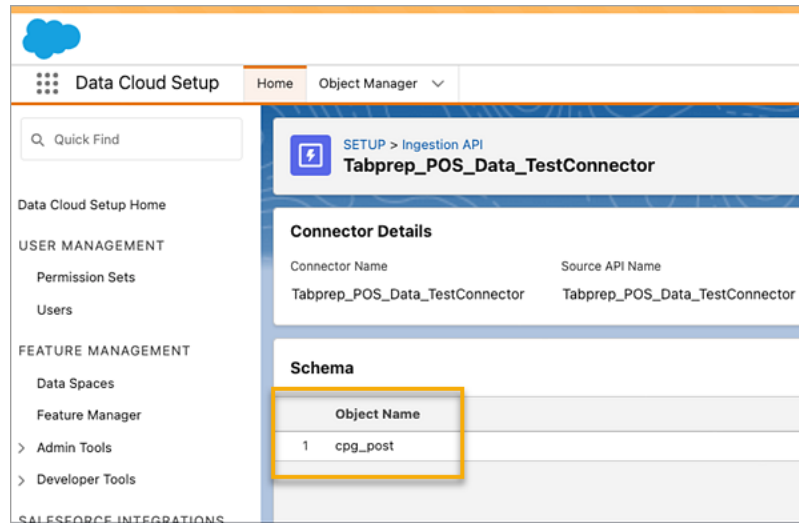 Data Cloud Setup
Home
Object Manager
Quick Find
Data Cloud Setup Home
USER MANAGEMENT
Permission Sets
Users
FEATURE MANAGEMENT
Data Spaces
Feature Manager
Admin Tools
Developer Tools
SALESFORCE INTEGRATIONS
SETUP > Ingestion API
Tabprep_POS_Data_TestConnector
Connector Details
Connector Name
Source API Name
Tabprep_POS_Data_TestConnector
Tabprep_POS_Data_TestConnector
Schema
Object Name
1 cpg_post